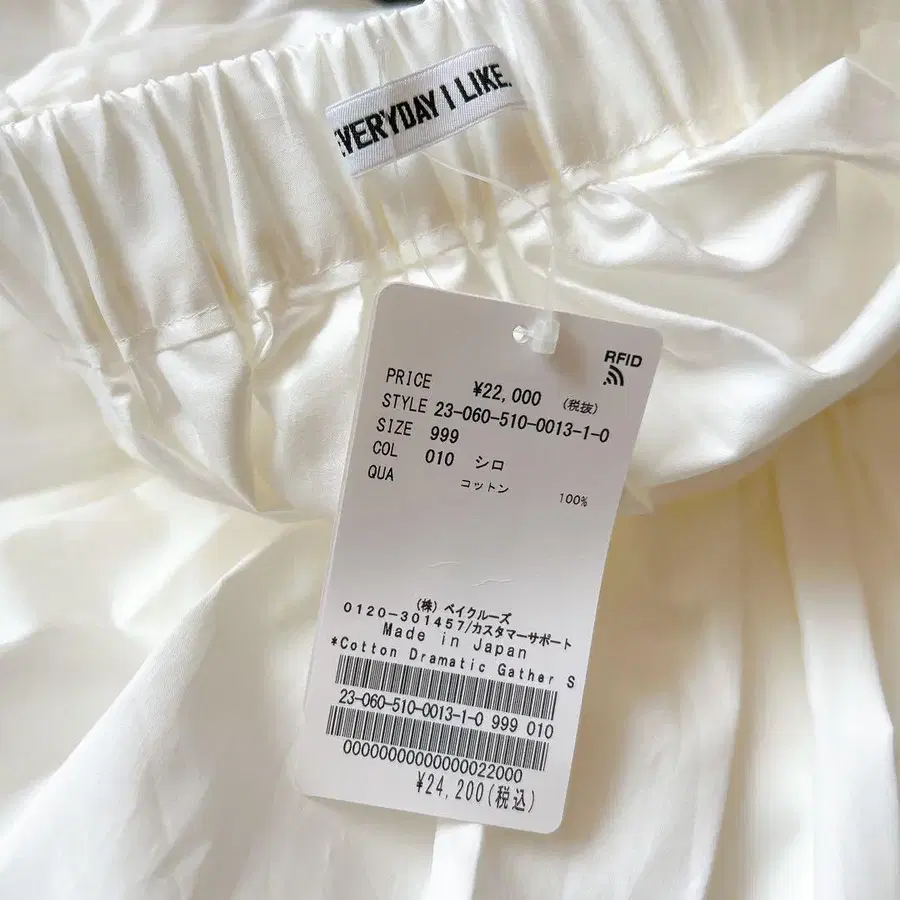 EVERYDAY I LIKE.
RFID
PRICE ¥22,000 (税抜)
STYLE 23-060-510-0013-1-0
SIZE 999
COL 010 シロ
QUA コットン 100%
(株) ベイクルーズ
0120-301457/カスタマーサポート
Made in Japan
*Cotton Dramatic Gather S
23-060-510-0013-1-0 999 010
00000000000000022000
¥24,200(税込)